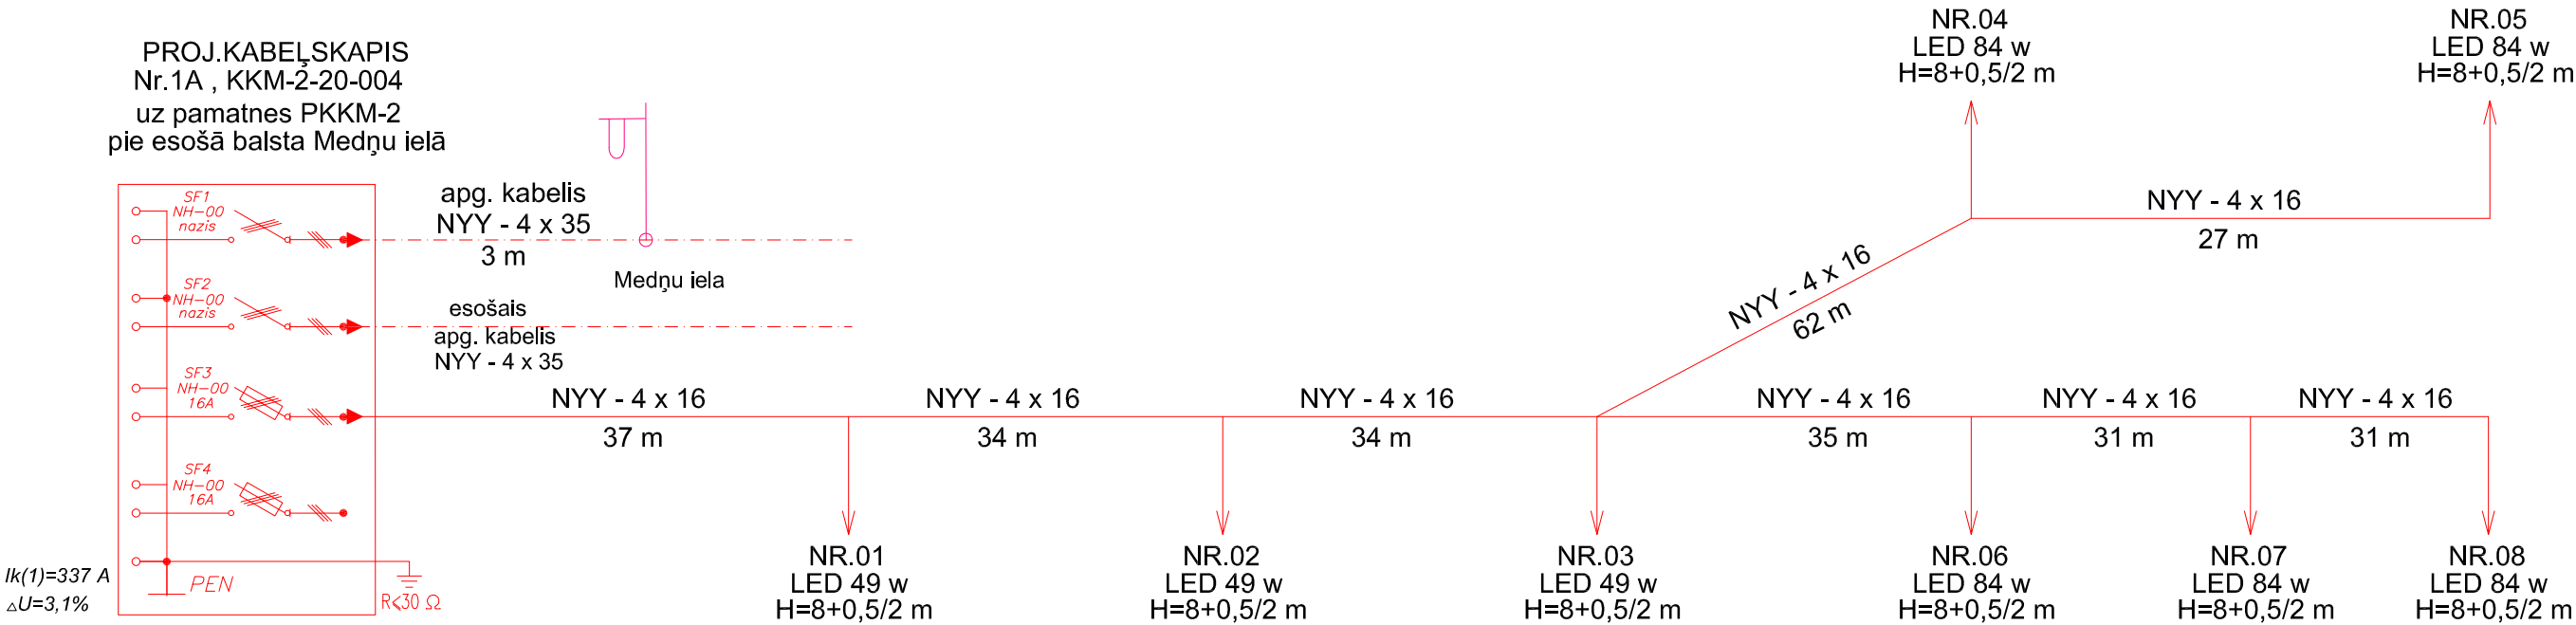 PROJ.KABEĻSKAPIS
Nr.1A , KKM-2-20-004
uz pamatnes PKKM-2
pie esošā balsta Medņu ielā
SF1
NH-00
nazis
SF2
NH-00
nazis
SF3
NH-00
16A
SF4
NH-00
16A
PEN
Ik(1)=337 A
△U=3,1%
R⩽30 Ω
apg. kabelis
NYY - 4 x 35
3 m
Medņu iela
esošais
apg. kabelis
NYY - 4 x 35
NYY - 4 x 16
37 m
NYY - 4 x 16
34 m
NYY - 4 x 16
34 m
NYY - 4 x 16
62 m
NYY - 4 x 16
27 m
NYY - 4 x 16
35 m
NYY - 4 x 16
31 m
NYY - 4 x 16
31 m
NR.04
LED 84 w
H=8+0,5/2 m
NR.05
LED 84 w
H=8+0,5/2 m
NR.01
LED 49 w
H=8+0,5/2 m
NR.02
LED 49 w
H=8+0,5/2 m
NR.03
LED 49 w
H=8+0,5/2 m
NR.06
LED 84 w
H=8+0,5/2 m
NR.07
LED 84 w
H=8+0,5/2 m
NR.08
LED 84 w
H=8+0,5/2 m